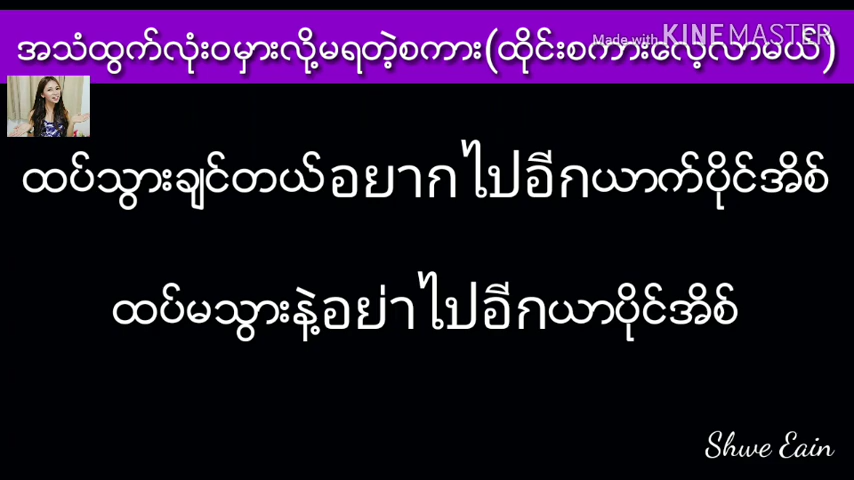 အသံထွက်လုံးဝမှားလို့မရတဲ့စကား(ထိုင်းစကားလေ့လာမယ်)
Made with KINEMASTER
ထပ်သွားချင်တယ်อยากไปอีกယာက်ပိုင်အိစ်
ထပ်မသွားနဲ့อย่าไปอีกယာပိုင်အိစ်
Shwe Eain